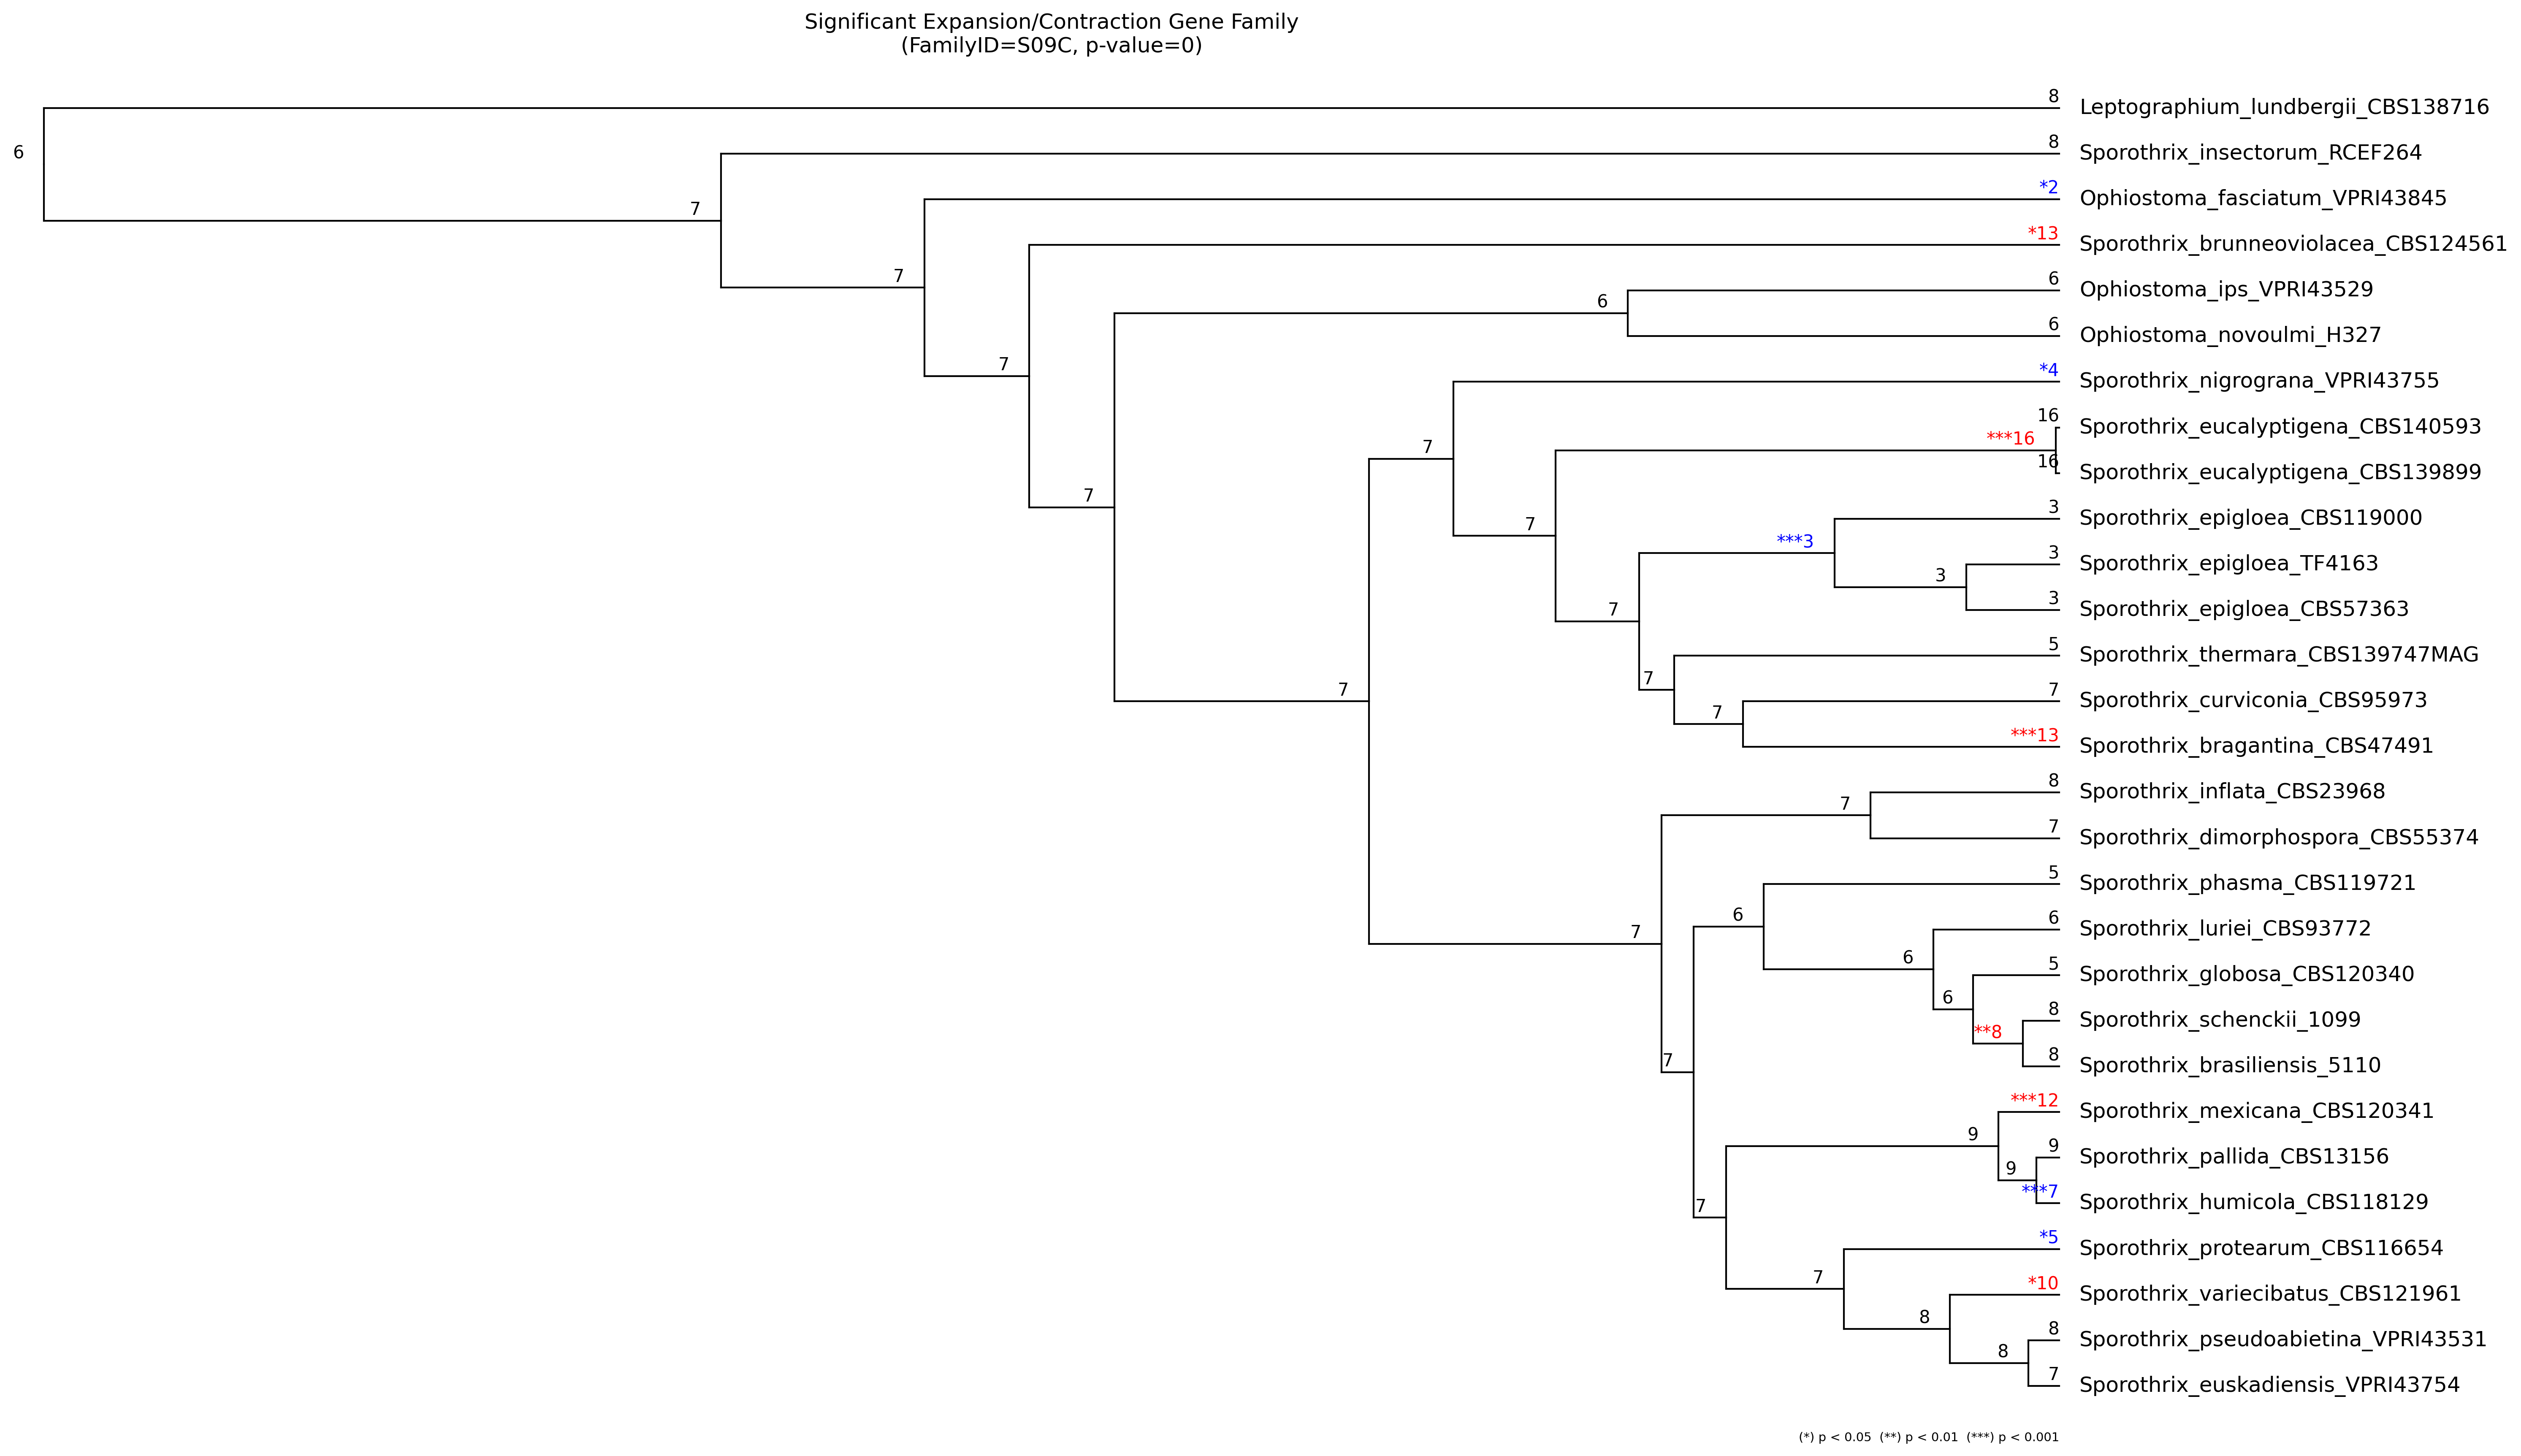 Significant Expansion/Contraction Gene Family
(FamilyID=S09C, p-value=0)
8
Leptographium_lundbergii_CBS138716
6
8
Sporothrix_insectorum_RCEF264
7
*2
Ophiostoma_fasciatum_VPRI43845
7
*13
Sporothrix_brunneoviolacea_CBS124561
7
6
Ophiostoma_ips_VPRI43529
6
6
Ophiostoma_novoulmi_H327
7
*4
Sporothrix_nigrograna_VPRI43755
7
16
Sporothrix_eucalyptigena_CBS140593
***16
16
Sporothrix_eucalyptigena_CBS139899
7
3
Sporothrix_epigloea_CBS119000
***3
3
Sporothrix_epigloea_TF4163
3
3
Sporothrix_epigloea_CBS57363
7
5
Sporothrix_thermara_CBS139747MAG
7
7
7
Sporothrix_curviconia_CBS95973
7
***13
Sporothrix_bragantina_CBS47491
8
Sporothrix_inflata_CBS23968
7
7
Sporothrix_dimorphospora_CBS55374
5
Sporothrix_phasma_CBS119721
6
6
Sporothrix_luriei_CBS93772
7
6
5
Sporothrix_globosa_CBS120340
6
8
Sporothrix_schenckii_1099
**8
8
Sporothrix_brasiliensis_5110
7
***12
Sporothrix_mexicana_CBS120341
9
9
Sporothrix_pallida_CBS13156
9
***7
Sporothrix_humicola_CBS118129
7
*5
Sporothrix_protearum_CBS116654
7
*10
Sporothrix_variecibatus_CBS121961
8
8
Sporothrix_pseudoabietina_VPRI43531
8
7
Sporothrix_euskadiensis_VPRI43754
(*) p < 0.05 (**) p < 0.01 (***) p < 0.001